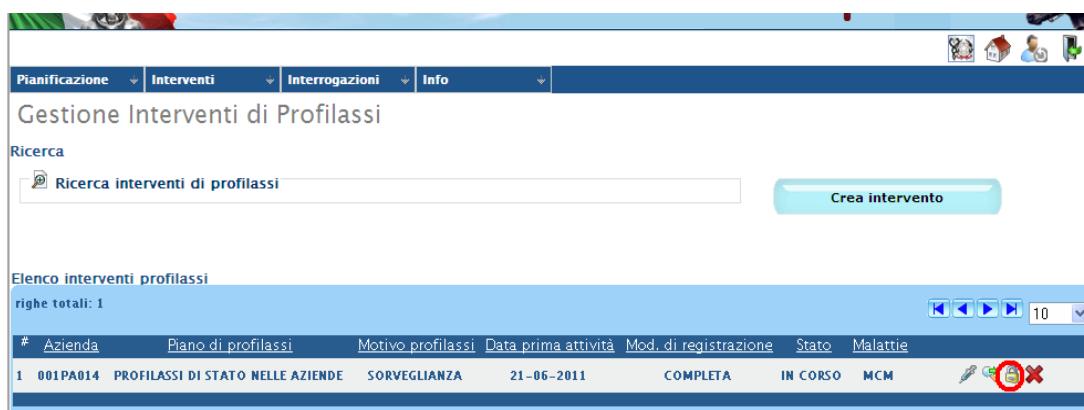 Pianificazione Interventi Interrogazioni Info
Gestione Interventi di Profilassi
Ricerca
Ricerca interventi di profilassi
Crea intervento
Elenco interventi profilassi
righe totali: 1
10
# Azienda Piano di profilassi Motivo profilassi Data prima attività Mod. di registrazione Stato Malattie
1 001PA014 PROFILASSI DI STATO NELLE AZIENDE SORVEGLIANZA 21-06-2011 COMPLETA IN CORSO MCM